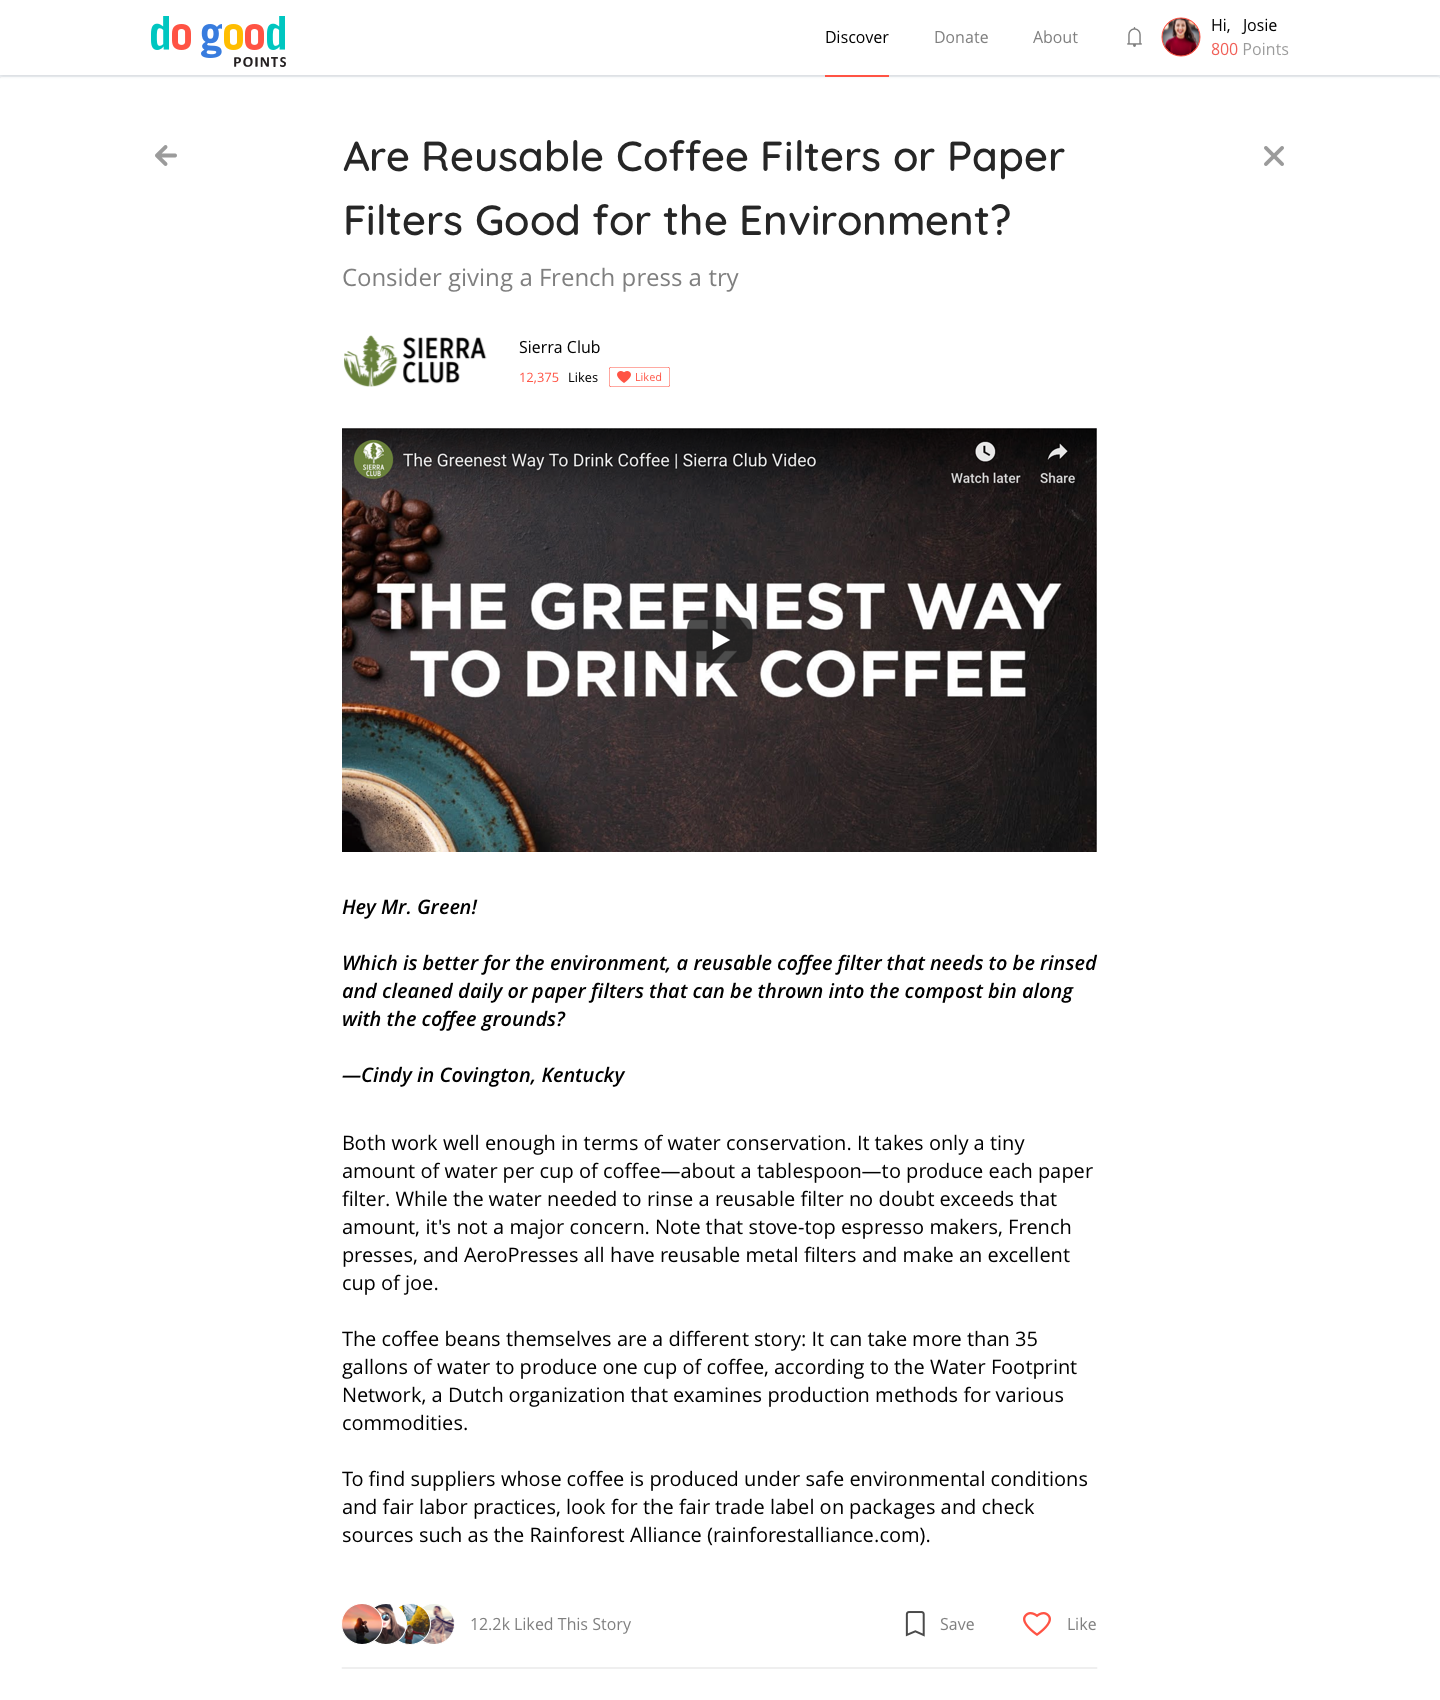 do good
POINTS
Discover
Donate
About
Hi, Josie
800 Points
Are Reusable Coffee Filters or Paper
Filters Good for the Environment?
Consider giving a French press a try
SIERRA
CLUB
Sierra Club
12,375 Likes
Liked
SIERRA
CLUB
The Greenest Way To Drink Coffee | Sierra Club Video
Watch later
Share
THE GREENEST WAY
TO DRINK COFFEE
Hey Mr. Green!
Which is better for the environment, a reusable coffee filter that needs to be rinsed
and cleaned daily or paper filters that can be thrown into the compost bin along
with the coffee grounds?
—Cindy in Covington, Kentucky
Both work well enough in terms of water conservation. It takes only a tiny
amount of water per cup of coffee—about a tablespoon—to produce each paper
filter. While the water needed to rinse a reusable filter no doubt exceeds that
amount, it's not a major concern. Note that stove-top espresso makers, French
presses, and AeroPresses all have reusable metal filters and make an excellent
cup of joe.
The coffee beans themselves are a different story: It can take more than 35
gallons of water to produce one cup of coffee, according to the Water Footprint
Network, a Dutch organization that examines production methods for various
commodities.
To find suppliers whose coffee is produced under safe environmental conditions
and fair labor practices, look for the fair trade label on packages and check
sources such as the Rainforest Alliance (rainforestalliance.com).
12.2k Liked This Story
Save
Like